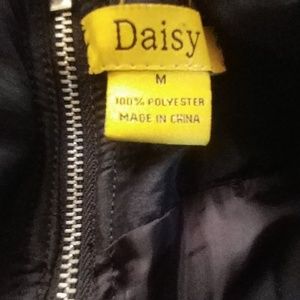 Daisy
M
100% POLYESTER
MADE IN CHINA